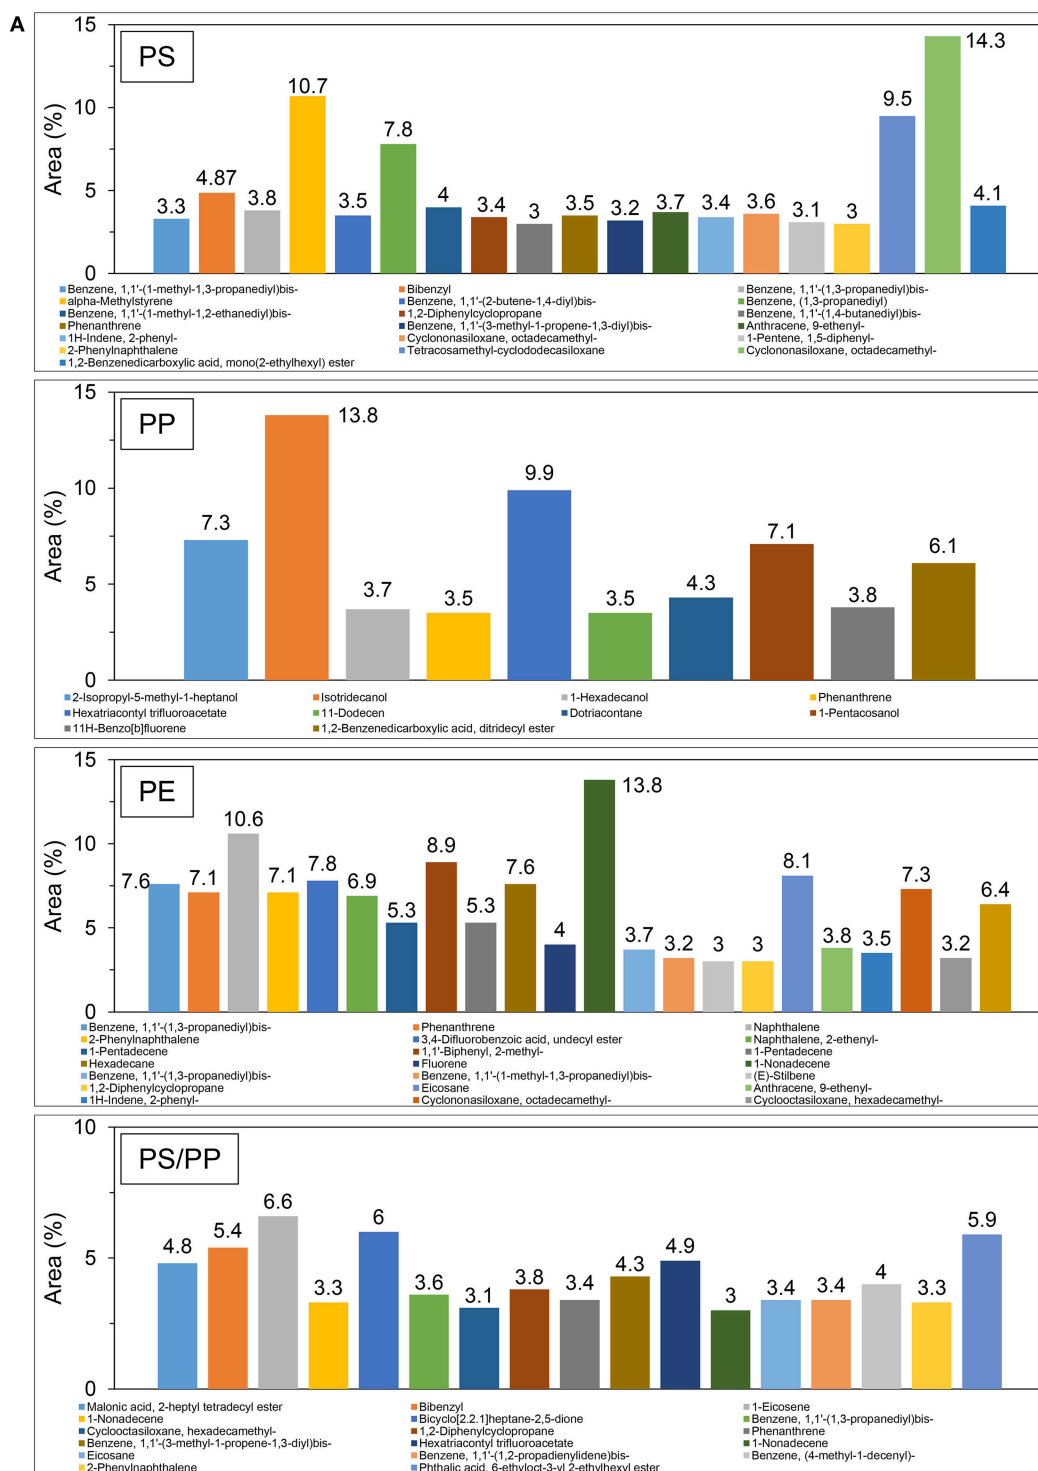 A
PS
15
10
5
0
Area (%)
3.3
4.87
3.8
10.7
3.5
7.8
4
3.4
3
3.5
3.2
3.7
3.4
3.6
3.1
3
9.5
14.3
4.1
Benzene, 1,1'-(1-methyl-1,3-propanediyl)bis- Bibenzyl Benzene, 1,1'-(1,3-propanediyl)bis-
alpha-Methylstyrene Benzene, 1,1'-(2-butene-1,4-diyl)bis- Benzene, (1,3-propanediyl)
Benzene, 1,1'-(1-methyl-1,2-ethanediyl)bis- 1,2-Diphenylcyclopropane Benzene, 1,1'-(1,4-butanediyl)bis-
Phenanthrene Benzene, 1,1'-(3-methyl-1-propene-1,3-diyl)bis- Anthracene, 9-ethenyl-
1H-Indene, 2-phenyl- Cyclononasiloxane, octadecamethyl- 1-Pentene, 1,5-diphenyl-
2-Phenylnaphthalene Tetracosamethyl-cyclododecasiloxane Cyclononasiloxane, octadecamethyl-
1,2-Benzenedicarboxylic acid, mono(2-ethylhexyl) ester
PP
15
10
5
0
Area (%)
7.3
13.8
3.7
3.5
9.9
3.5
4.3
7.1
3.8
6.1
2-Isopropyl-5-methyl-1-heptanol Isotridecanol 1-Hexadecanol Phenanthrene
Hexatriacontyl trifluoroacetate 11-Dodecen Dotriacontane 1-Pentacosanol
11H-Benzo[b]fluorene 1,2-Benzenedicarboxylic acid, ditridecyl ester
PE
15
10
5
0
Area (%)
7.6
7.1
10.6
7.1
7.8
6.9
5.3
8.9
5.3
7.6
4
13.8
3.7
3.2
3
3
8.1
3.8
3.5
7.3
3.2
6.4
Benzene, 1,1'-(1,3-propanediyl)bis- Phenanthrene Naphthalene
2-Phenylnaphthalene 3,4-Difluorobenzoic acid, undecyl ester Naphthalene, 2-ethenyl-
1-Pentadecene 1,1'-Biphenyl, 2-methyl- 1-Pentadecene
Hexadecane Fluorene 1-Nonadecene
Benzene, 1,1'-(1,3-propanediyl)bis- Benzene, 1,1'-(1-methyl-1,3-propanediyl)bis- (E)-Stilbene
1,2-Diphenylcyclopropane Eicosane Anthracene, 9-ethenyl-
1H-Indene, 2-phenyl- Cyclononasiloxane, octadecamethyl- Cyclooctasiloxane, hexadecamethyl-
PS/PP
10
5
0
Area (%)
4.8
5.4
6.6
3.3
6
3.6
3.1
3.8
3.4
4.3
4.9
3
3.4
3.4
4
3.3
5.9
Malonic acid, 2-heptyl tetradecyl ester Bibenzyl 1-Eicosene
1-Nonadecene Bicyclo[2.2.1]heptane-2,5-dione Benzene, 1,1'-(1,3-propanediyl)bis-
Cyclooctasiloxane, hexadecamethyl- 1,2-Diphenylcyclopropane Phenanthrene
Benzene, 1,1'-(3-methyl-1-propene-1,3-diyl)bis- Hexatriacontyl trifluoroacetate 1-Nonadecene
Eicosane Benzene, 1,1'-(1,2-propadienylidene)bis- Benzene, (4-methyl-1-decenyl)-
2-Phenylnaphthalene Phthalic acid, 6-ethyloct-3-yl 2-ethylhexyl ester